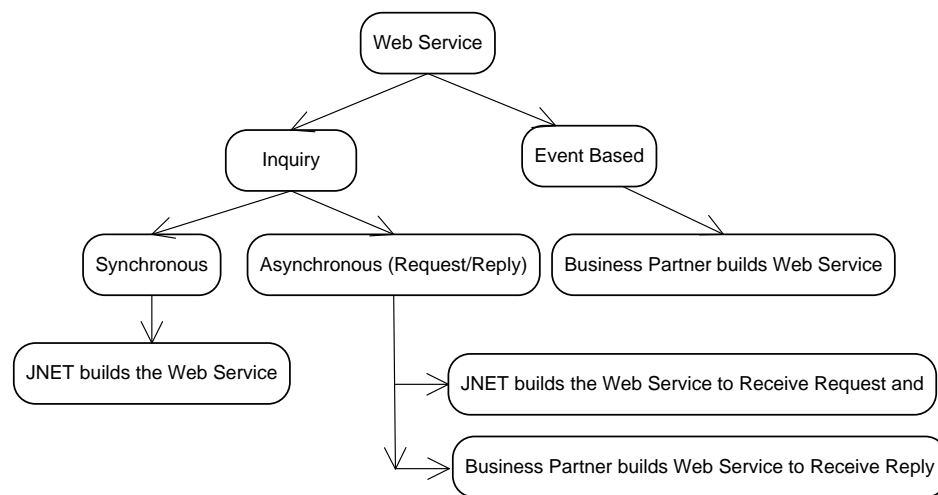 Web Service
Inquiry
Event Based
Synchronous
Asynchronous (Request/Reply)
Business Partner builds Web Service
JNET builds the Web Service
JNET builds the Web Service to Receive Request and
Business Partner builds Web Service to Receive Reply